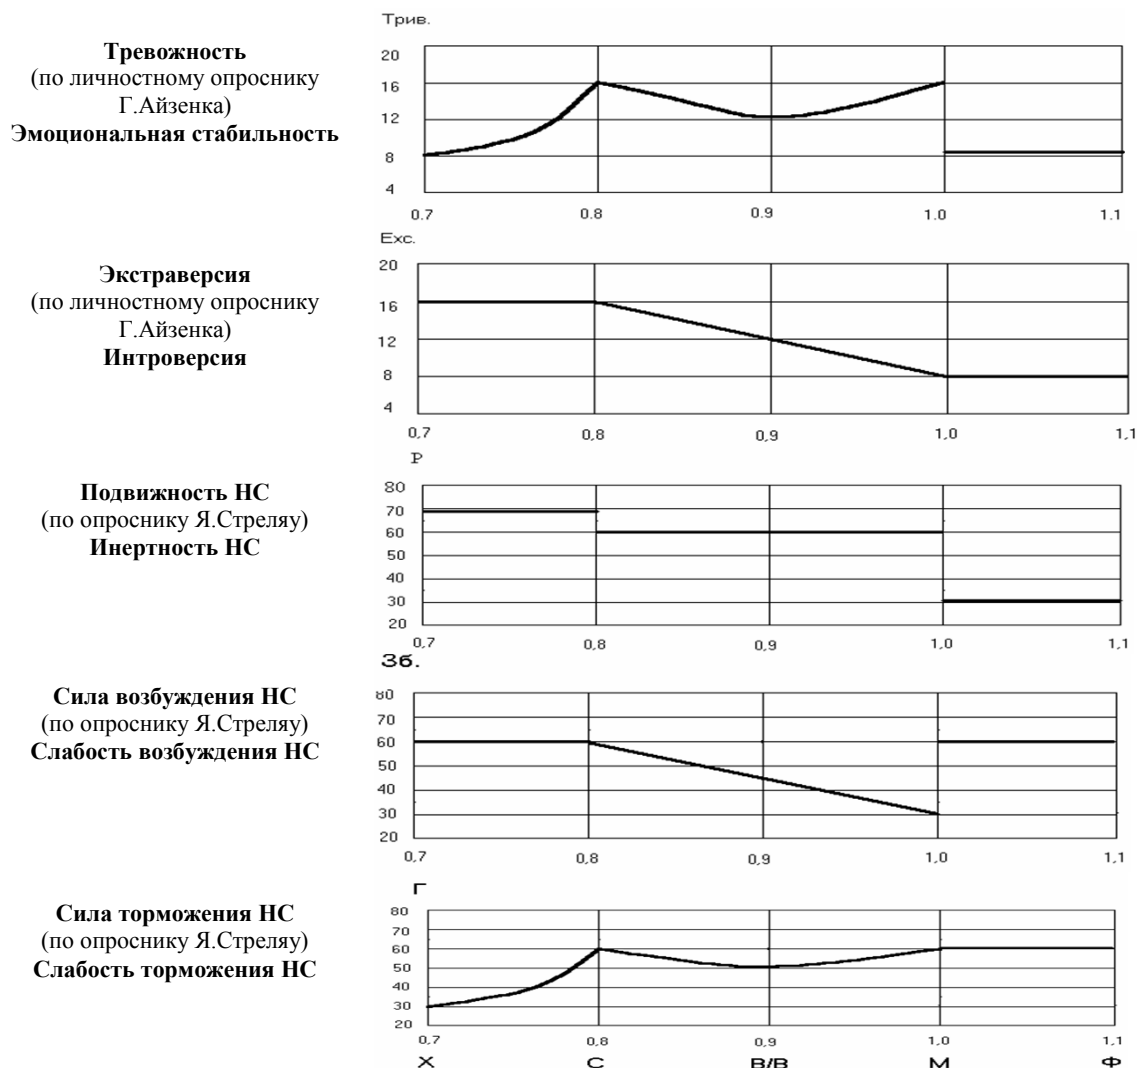 Трив.
Тревожность
(по личностному опроснику
Г.Айзенка)
Эмоциональная стабильность
20
16
12
8
4
0.7 0.8 0.9 1.0 1.1
Exc.
Экстраверсия
(по личностному опроснику
Г.Айзенка)
Интроверсия
20
16
12
8
4
0,7 0,8 0,9 1,0 1,1
Р
Подвижность НС
(по опроснику Я.Стреляу)
Инертность НС
80
70
60
50
40
30
20
0,7 0,8 0,9 1,0 1,1
Зб.
Сила возбуждения НС
(по опроснику Я.Стреляу)
Слабость возбуждения НС
80
70
60
50
40
30
20
0,7 0,8 0,9 1,0 1,1
Г
Сила торможения НС
(по опроснику Я.Стреляу)
Слабость торможения НС
80
70
60
50
40
30
20
0,7 0,8 0,9 1,0 1,1
Х С В/В М Ф